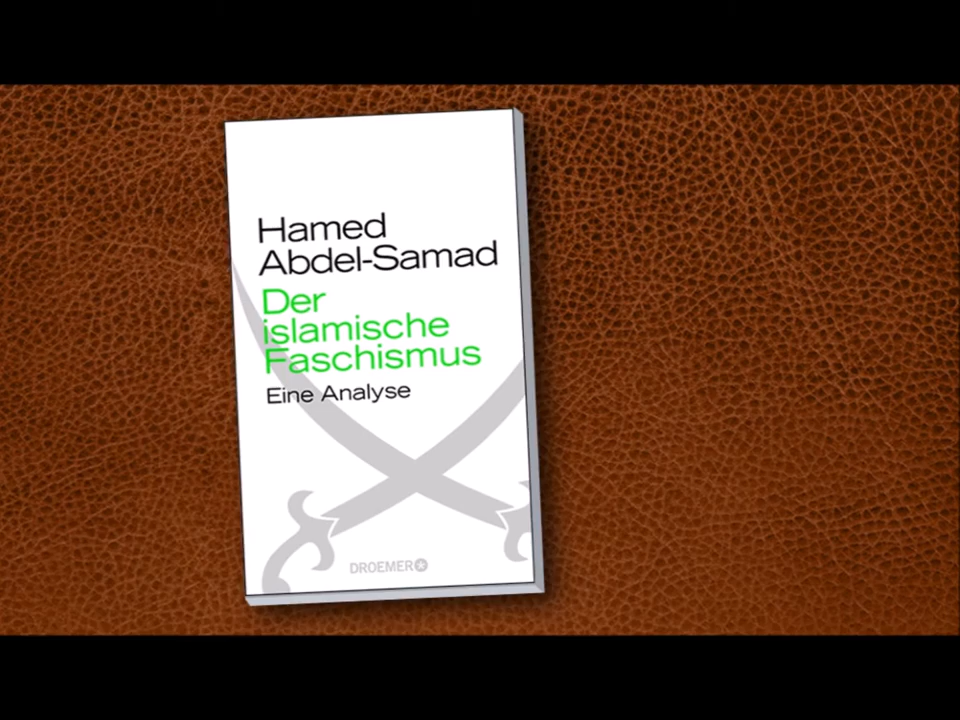 Hamed
Abdel-Samad
Der
islamische
Faschismus
Eine Analyse
DROEMER